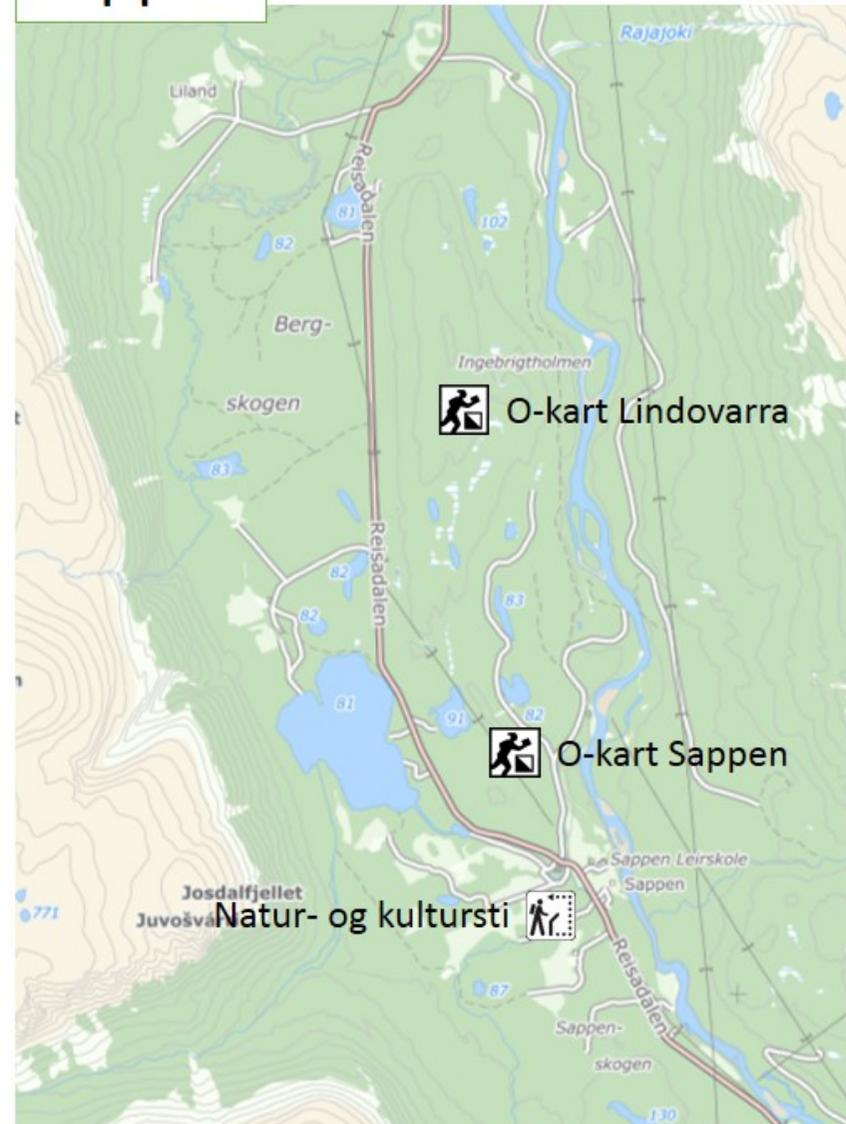 Rajajoki
Liland
Reisadalen
81
102
82
Berg-
skogen
Ingebrigtholmen
O-kart Lindovarra
83
Reisadalen
82
83
82
81
91
82
O-kart Sappen
Sappen Leirskole
Sappen
Josdalfjellet
771
Natur- og kultursti
Reisadalen
87
Sappen-
skogen
130